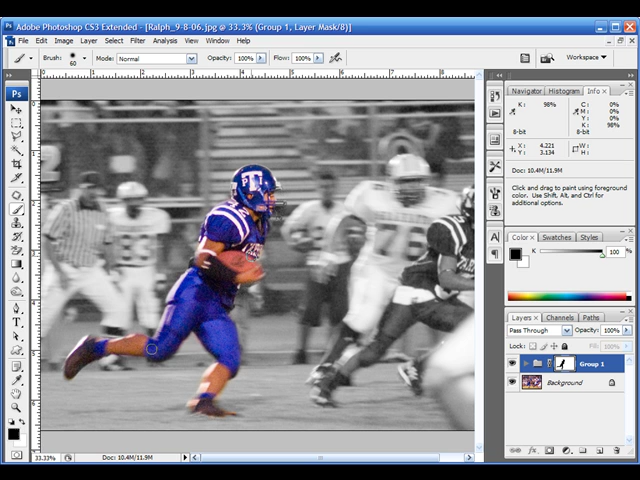 Adobe Photoshop CS3 Extended - [Ralph_9-8-06.jpg @ 33.3% (Group 1, Layer Mask/8)]
File Edit Image Layer Select Filter Analysis View Window Help
Brush: 60 Mode: Normal Opacity: 100% Flow: 100% Workspace
Ps
Navigator Histogram Info
K: 98% C: 0%
M: 0%
Y: 0%
K: 98%
8-bit 8-bit
X: 4.221 W:
Y: 3.134 H:
Doc: 10.4M/11.9M
Click and drag to paint using foreground
color. Use Shift, Alt, and Ctrl for
additional options.
Color Swatches Styles
K 100 %
Layers Channels Paths
Pass Through Opacity: 100%
Lock: Fill: 100%
Group 1
Background
33.33% Doc: 10.4M/11.9M